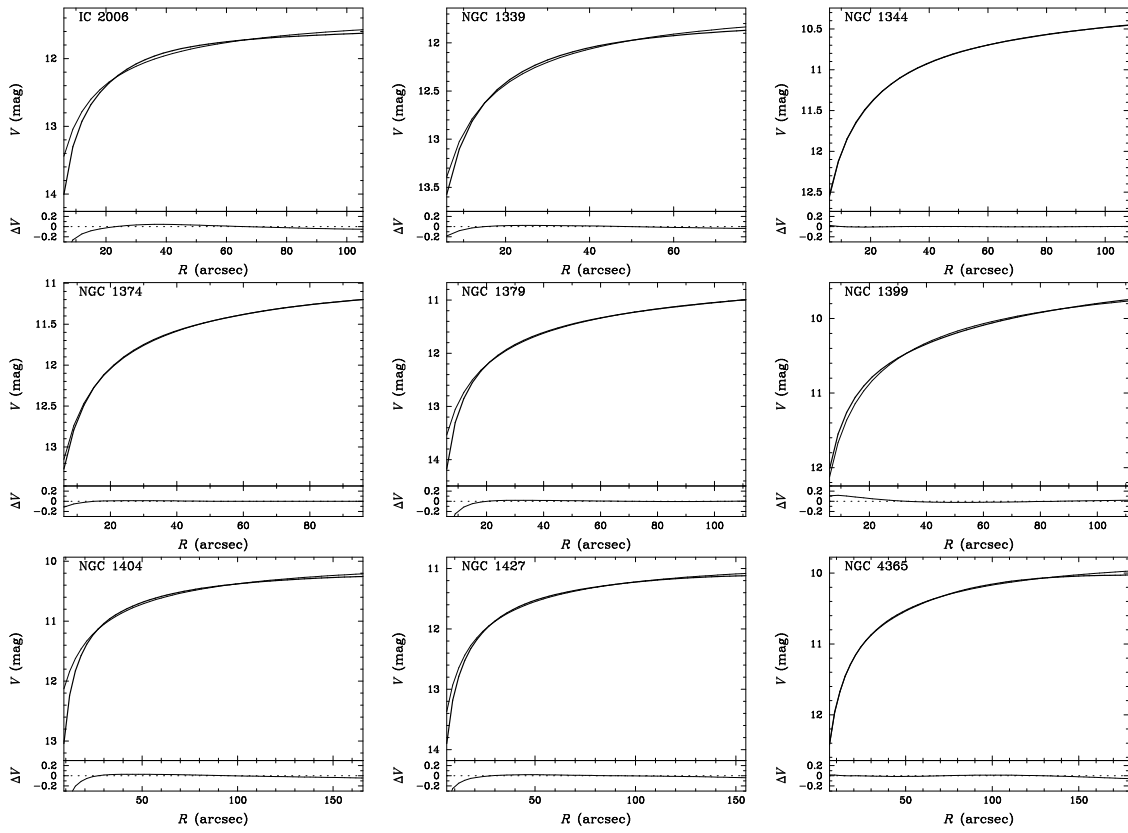 IC 2006
NGC 1339
NGC 1344
12
13
14
V (mag)
0.2
0
−0.2
ΔV
20
40
60
80
100
R (arcsec)
12
12.5
13
13.5
V (mag)
0.2
0
−0.2
ΔV
20
40
60
R (arcsec)
10.5
11
11.5
12
12.5
V (mag)
0.2
0
−0.2
ΔV
20
40
60
80
100
R (arcsec)
NGC 1374
NGC 1379
NGC 1399
11
11.5
12
12.5
13
V (mag)
0.2
0
−0.2
ΔV
20
40
60
80
R (arcsec)
11
12
13
14
V (mag)
0.2
0
−0.2
ΔV
20
40
60
80
100
R (arcsec)
10
11
12
V (mag)
0.2
0
−0.2
ΔV
20
40
60
80
100
R (arcsec)
NGC 1404
NGC 1427
NGC 4365
10
11
12
13
V (mag)
0.2
0
−0.2
ΔV
50
100
150
R (arcsec)
11
12
13
14
V (mag)
0.2
0
−0.2
ΔV
50
100
150
R (arcsec)
10
11
12
V (mag)
0.2
0
−0.2
ΔV
50
100
150
R (arcsec)